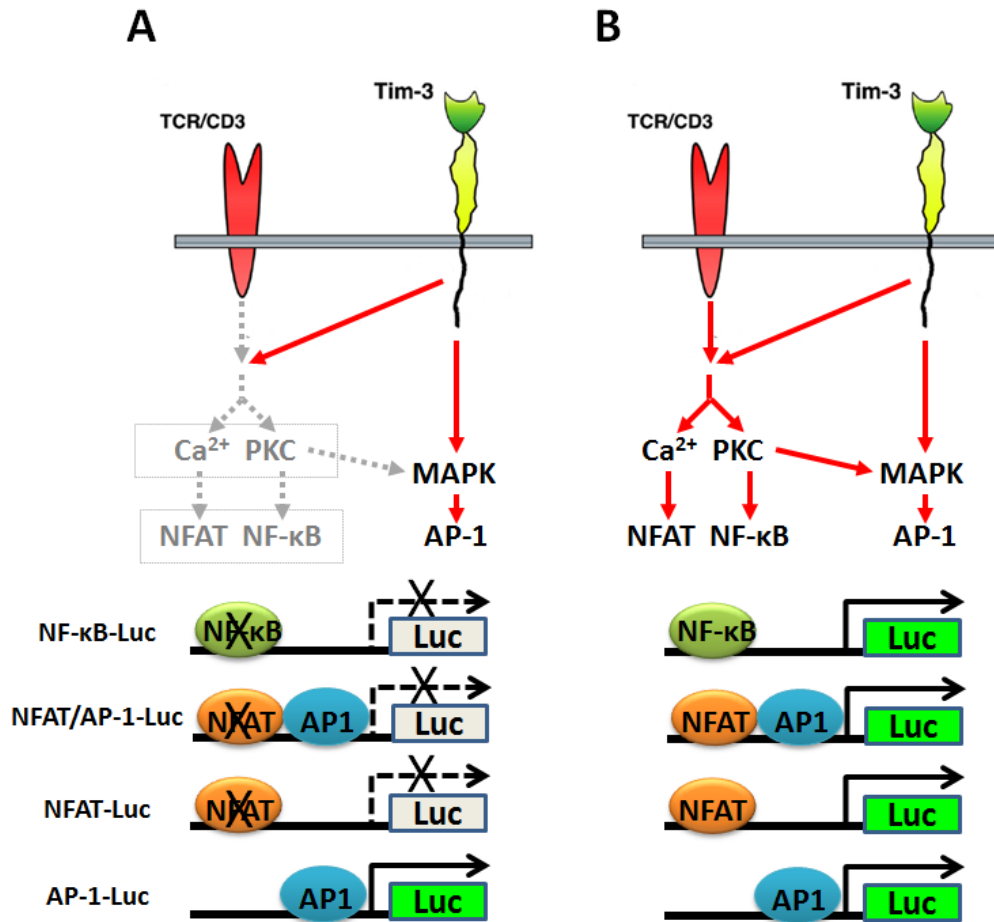 A
B
Tim-3
TCR/CD3
Tim-3
TCR/CD3
Ca²⁺ PKC
MAPK
NFAT NF-κB
AP-1
Ca²⁺ PKC
MAPK
NFAT NF-κB
AP-1
NF-κB-Luc
NF-κB
Luc
NF-κB
Luc
NFAT/AP-1-Luc
NFAT
AP1
Luc
NFAT
AP1
Luc
NFAT-Luc
NFAT
Luc
NFAT
Luc
AP-1-Luc
AP1
Luc
AP1
Luc